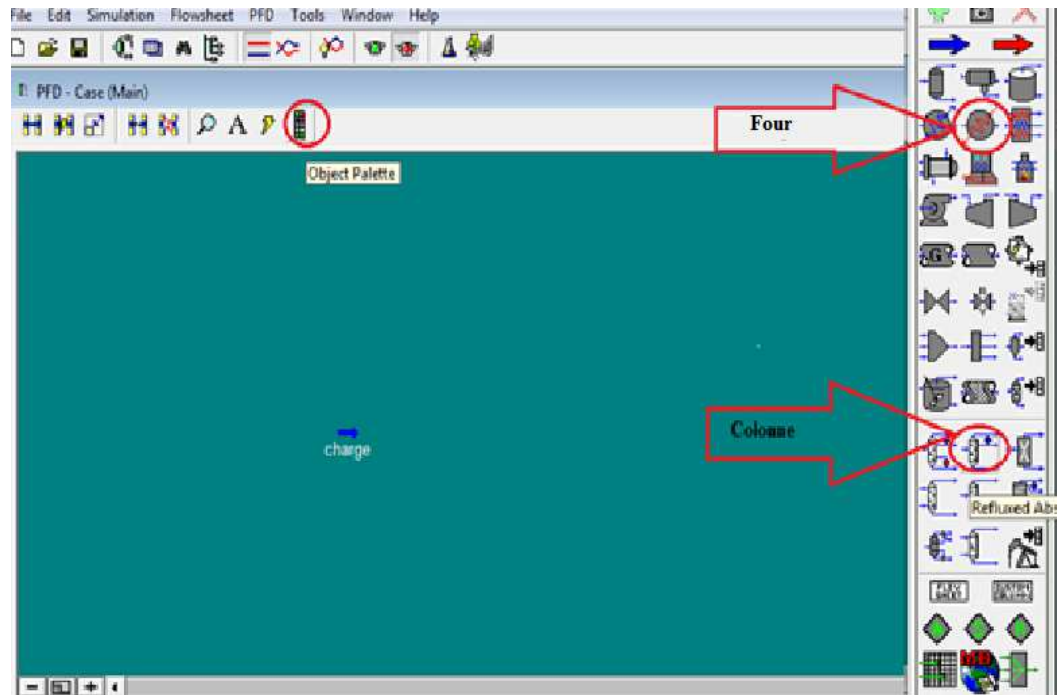 File Edit Simulation Flowsheet PFD Tools Window Help
PFD - Case (Main)
A
Object Palette
Four
G
charge
Colonne
Refluxed Abs